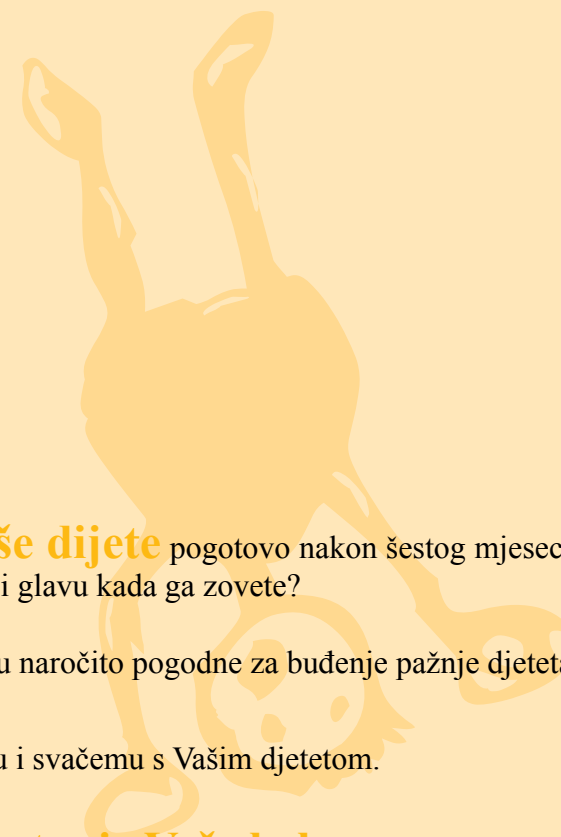 še dijete pogotovo nakon šestog mjesec
i glavu kada ga zovete?
u naročito pogodne za buđenje pažnje djeteta
u i svačemu s Vašim djetetom.